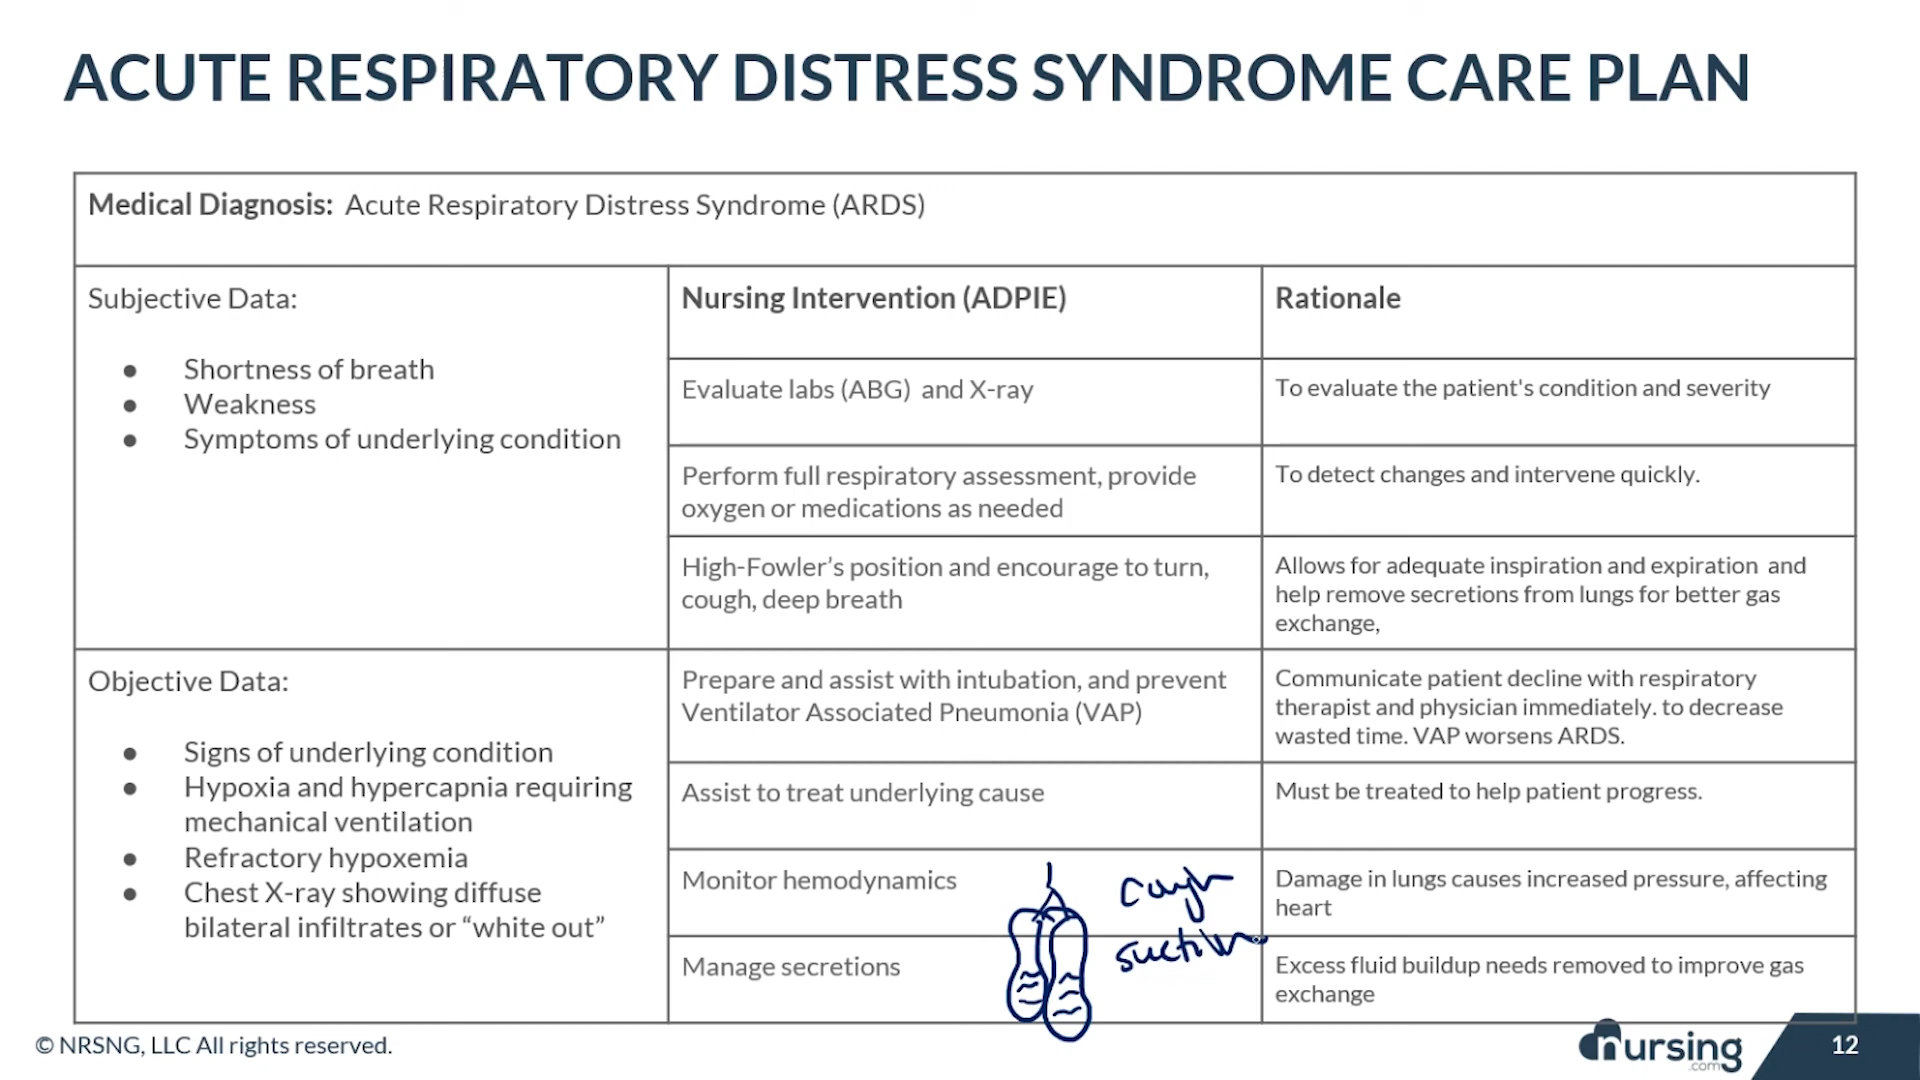 ACUTE RESPIRATORY DISTRESS SYNDROME CARE PLAN
Medical Diagnosis: Acute Respiratory Distress Syndrome (ARDS)
Subjective Data:
● Shortness of breath
● Weakness
● Symptoms of underlying condition
Nursing Intervention (ADPIE)
Rationale
Evaluate labs (ABG) and X-ray
To evaluate the patient's condition and severity
Perform full respiratory assessment, provide
oxygen or medications as needed
To detect changes and intervene quickly.
High-Fowler’s position and encourage to turn,
cough, deep breath
Allows for adequate inspiration and expiration and
help remove secretions from lungs for better gas
exchange,
Objective Data:
● Signs of underlying condition
● Hypoxia and hypercapnia requiring
mechanical ventilation
● Refractory hypoxemia
● Chest X-ray showing diffuse
bilateral infiltrates or “white out”
Prepare and assist with intubation, and prevent
Ventilator Associated Pneumonia (VAP)
Communicate patient decline with respiratory
therapist and physician immediately. to decrease
wasted time. VAP worsens ARDS.
Assist to treat underlying cause
Must be treated to help patient progress.
Monitor hemodynamics
cough
Damage in lungs causes increased pressure, affecting
heart
Manage secretions
suction
Excess fluid buildup needs removed to improve gas
exchange
© NRSNG, LLC All rights reserved.
nursing
.com
12